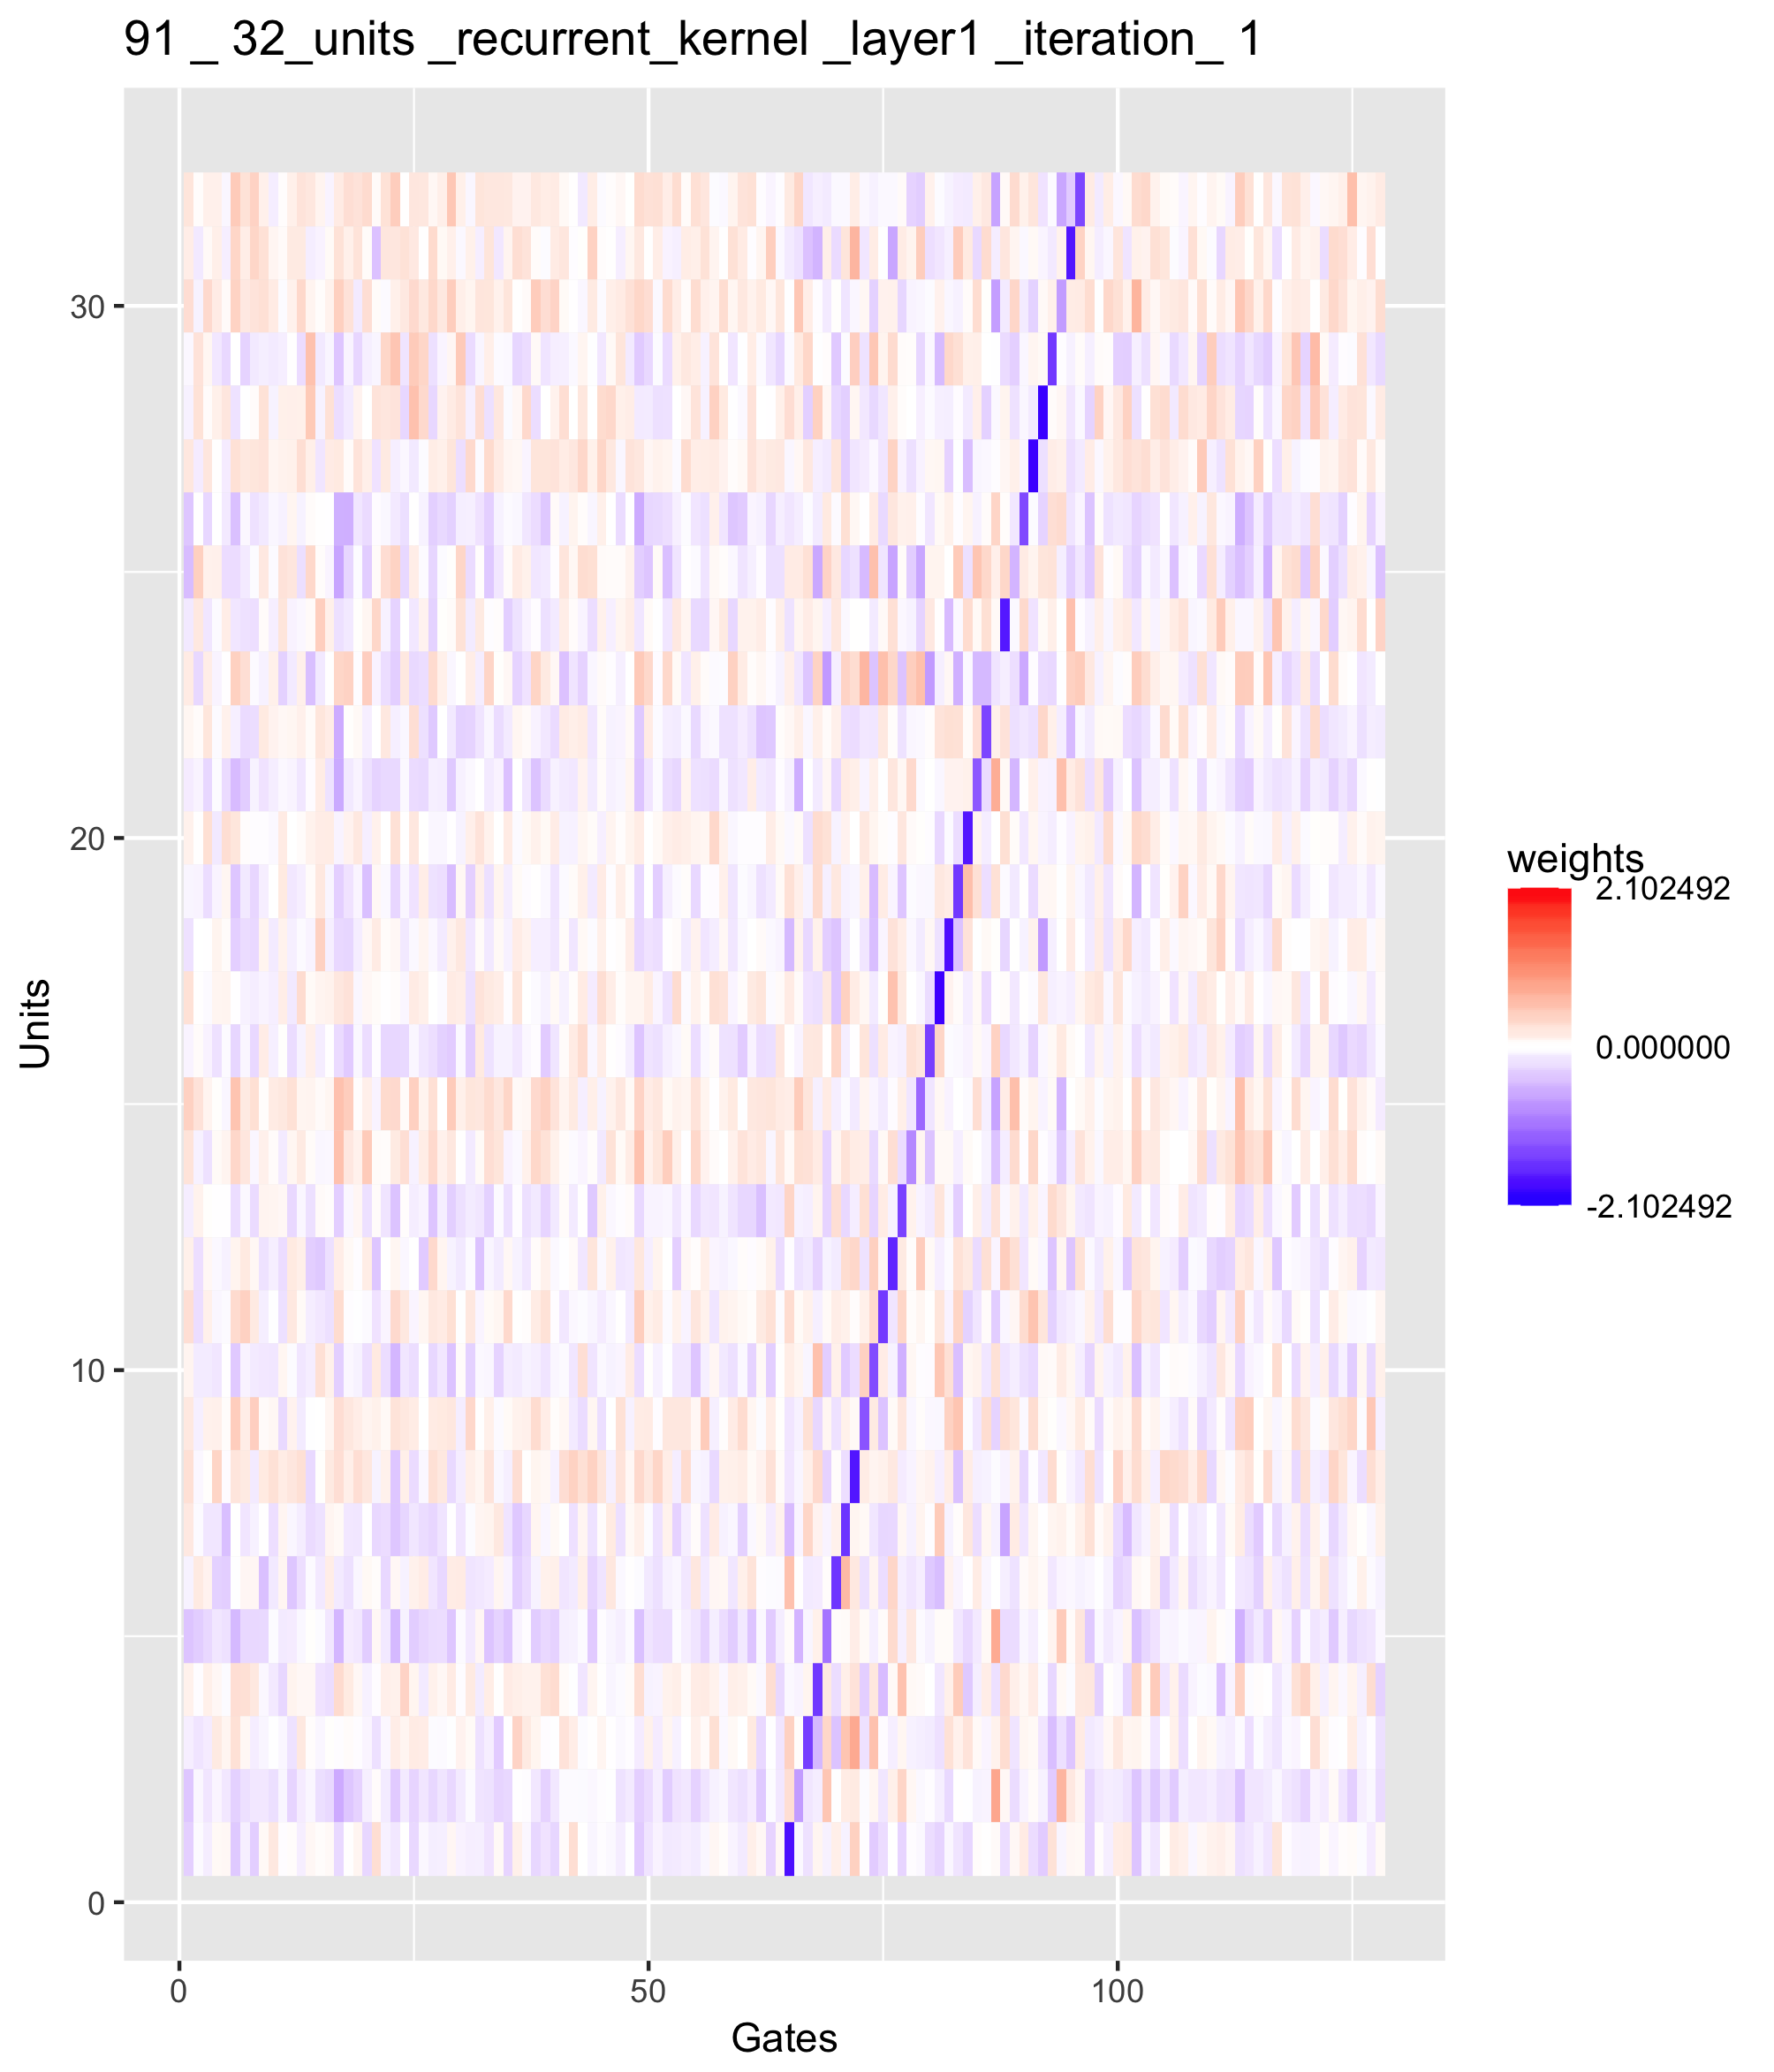 91 _ 32_units _recurrent_kernel _layer1 _iteration_ 1
30
20
10
0
0 50 100
Gates
Units
weights
2.102492
0.000000
-2.102492